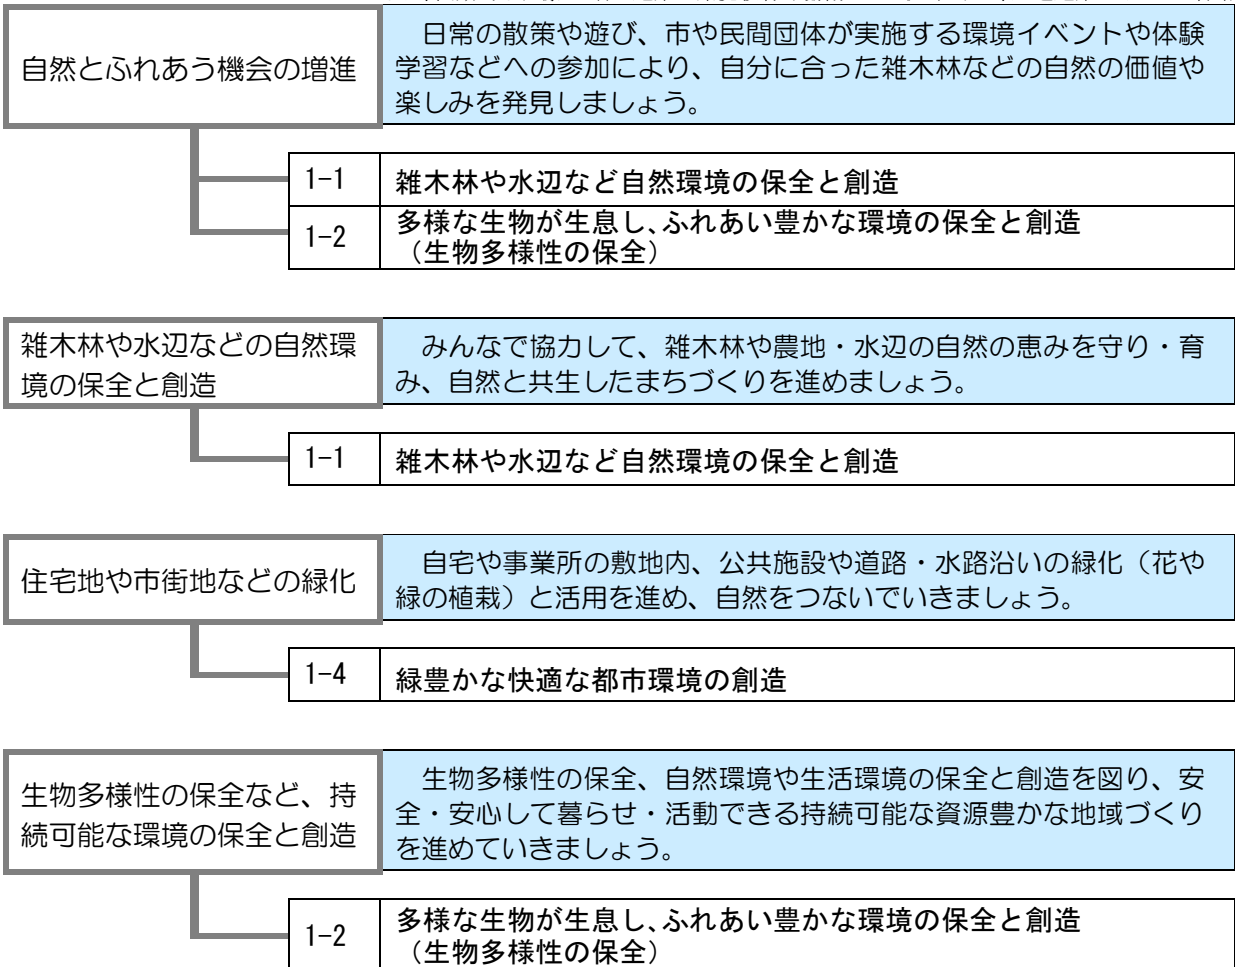 自然とふれあう機会の増進
日常の散策や遊び、市や民間団体が実施する環境イベントや体験
学習などへの参加により、自分に合った雑木林などの自然の価値や
楽しみを発見しましょう。
1-1
雑木林や水辺など自然環境の保全と創造
1-2
多様な生物が生息し、ふれあい豊かな環境の保全と創造
（生物多様性の保全）
雑木林や水辺などの自然環
境の保全と創造
みんなで協力して、雑木林や農地・水辺の自然の恵みを守り・育
み、自然と共生したまちづくりを進めましょう。
1-1
雑木林や水辺など自然環境の保全と創造
住宅地や市街地などの緑化
自宅や事業所の敷地内、公共施設や道路・水路沿いの緑化（花や
緑の植栽）と活用を進め、自然をつないでいきましょう。
1-4
緑豊かな快適な都市環境の創造
生物多様性の保全など、持
続可能な環境の保全と創造
生物多様性の保全、自然環境や生活環境の保全と創造を図り、安
全・安心して暮らせ・活動できる持続可能な資源豊かな地域づくり
を進めていきましょう。
1-2
多様な生物が生息し、ふれあい豊かな環境の保全と創造
（生物多様性の保全）